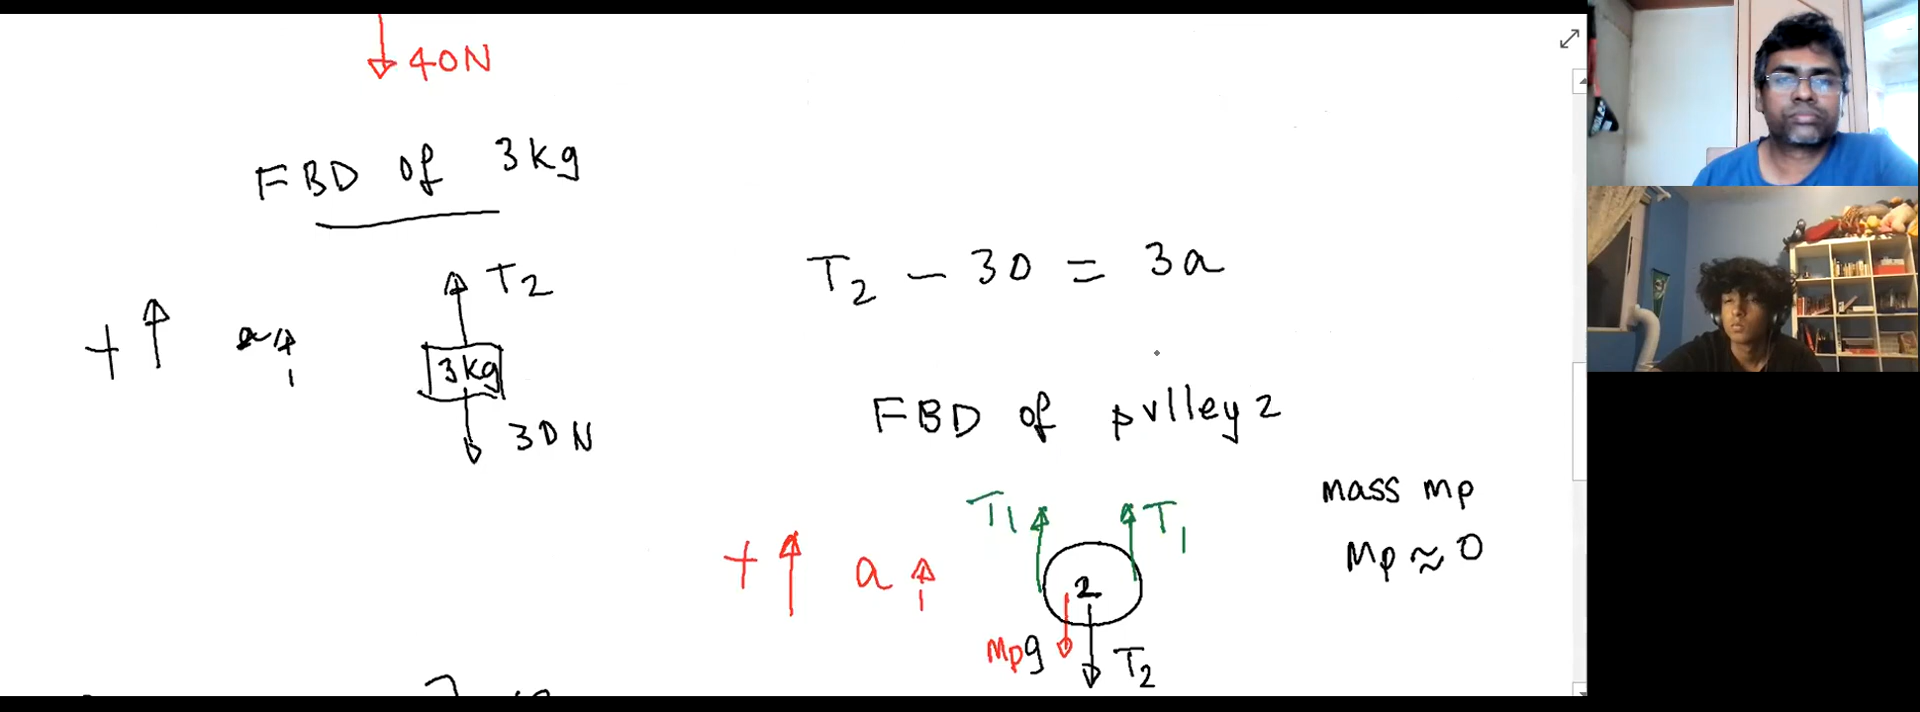 40N
FBD of 3kg
T2
+ a
3kg
30N
T2 - 30 = 3a
FBD of pulley 2
mass mp
mp ≈ 0
T1 T1
+ a
2
mpg
T2